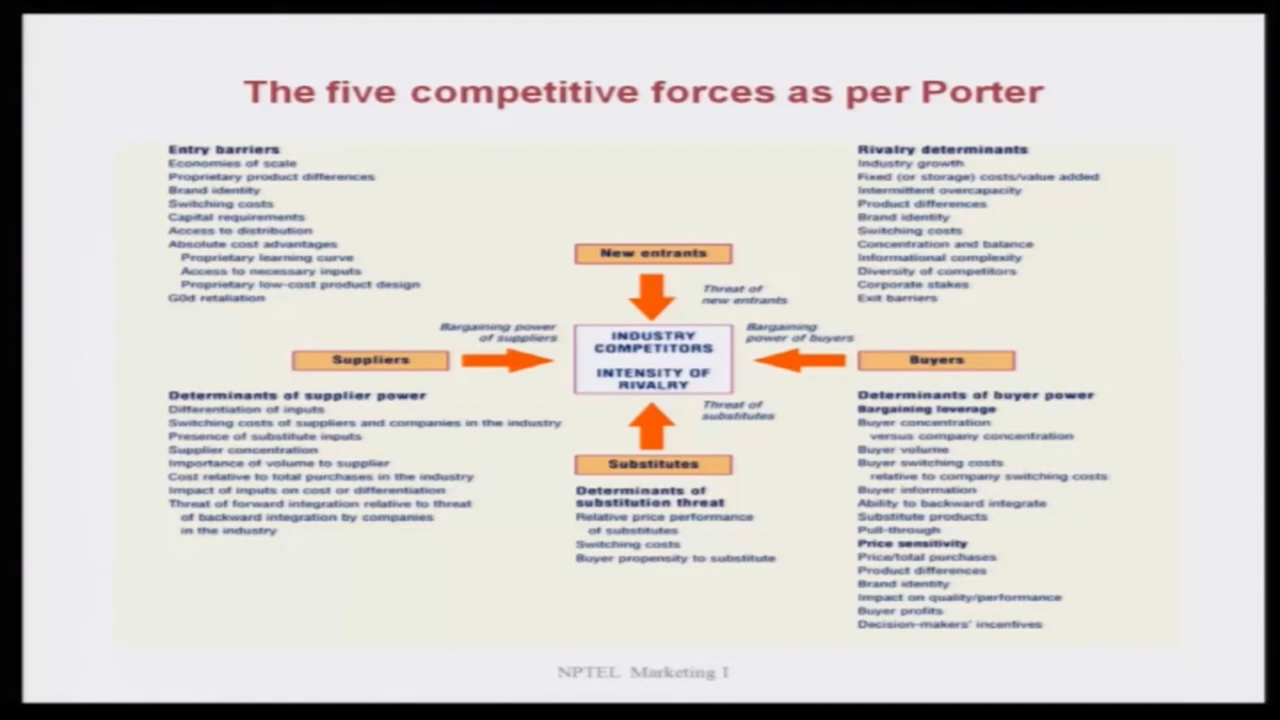 The five competitive forces as per Porter
Entry barriers
Economies of scale
Proprietary product differences
Brand identity
Switching costs
Capital requirements
Access to distribution
Absolute cost advantages
Proprietary learning curve
Access to necessary inputs
Proprietary low-cost product design
G0d retaliation
Rivalry determinants
Industry growth
Fixed (or storage) costs/value added
Intermittent overcapacity
Product differences
Brand identity
Switching costs
Concentration and balance
Informational complexity
Diversity of competitors
Corporate stakes
Exit barriers
New entrants
Threat of
new entrants
Bargaining power
of suppliers
Suppliers
INDUSTRY
COMPETITORS
INTENSITY OF
RIVALRY
Bargaining
power of buyers
Buyers
Threat of
substitutes
Substitutes
Determinants of supplier power
Differentiation of inputs
Switching costs of suppliers and companies in the industry
Presence of substitute inputs
Supplier concentration
Importance of volume to supplier
Cost relative to total purchases in the industry
Impact of inputs on cost or differentiation
Threat of forward integration relative to threat
of backward integration by companies
in the industry
Determinants of
substitution threat
Relative price performance
of substitutes
Switching costs
Buyer propensity to substitute
Determinants of buyer power
Bargaining leverage
Buyer concentration
versus company concentration
Buyer volume
Buyer switching costs
relative to company switching costs
Buyer information
Ability to backward integrate
Substitute products
Pull-through
Price sensitivity
Price/total purchases
Product differences
Brand identity
Impact on quality/performance
Buyer profits
Decision-makers' incentives
NPTEL Marketing I